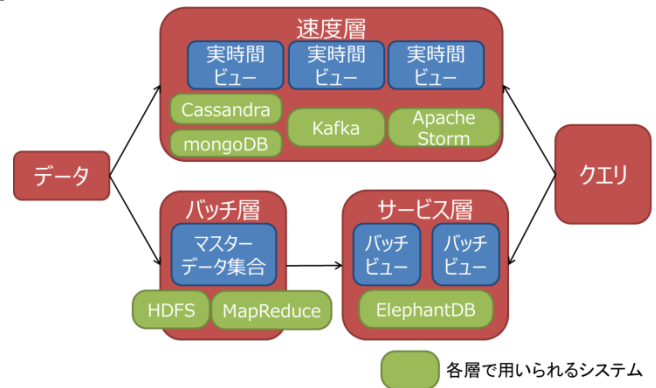 速度層
実時間
ビュー
実時間
ビュー
実時間
ビュー
Cassandra
mongoDB
Kafka
Apache
Storm
データ
クエリ
バッチ層
マスター
データ集合
HDFS
MapReduce
サービス層
バッチ
ビュー
バッチ
ビュー
ElephantDB
各層で用いられるシステム